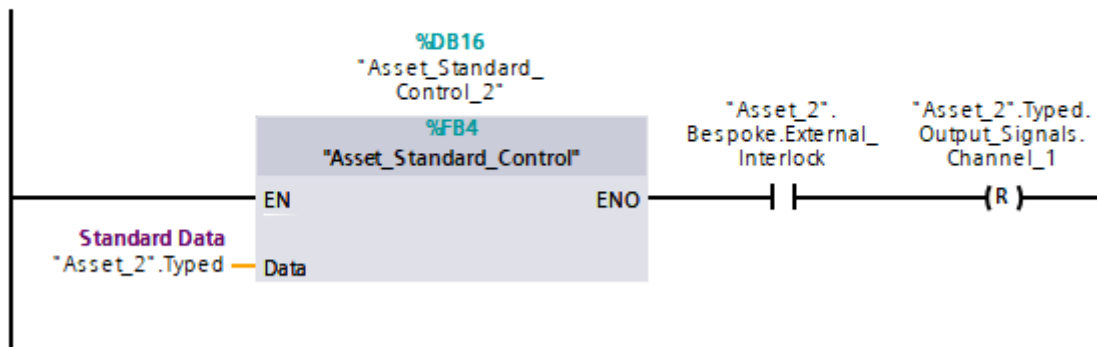 %DB16
"Asset_Standard_
Control_2"
%FB4
"Asset_Standard_Control"
EN
ENO
Standard Data
"Asset_2".Typed
Data
"Asset_2".
Bespoke.External_
Interlock
"Asset_2".Typed.
Output_Signals.
Channel_1
R